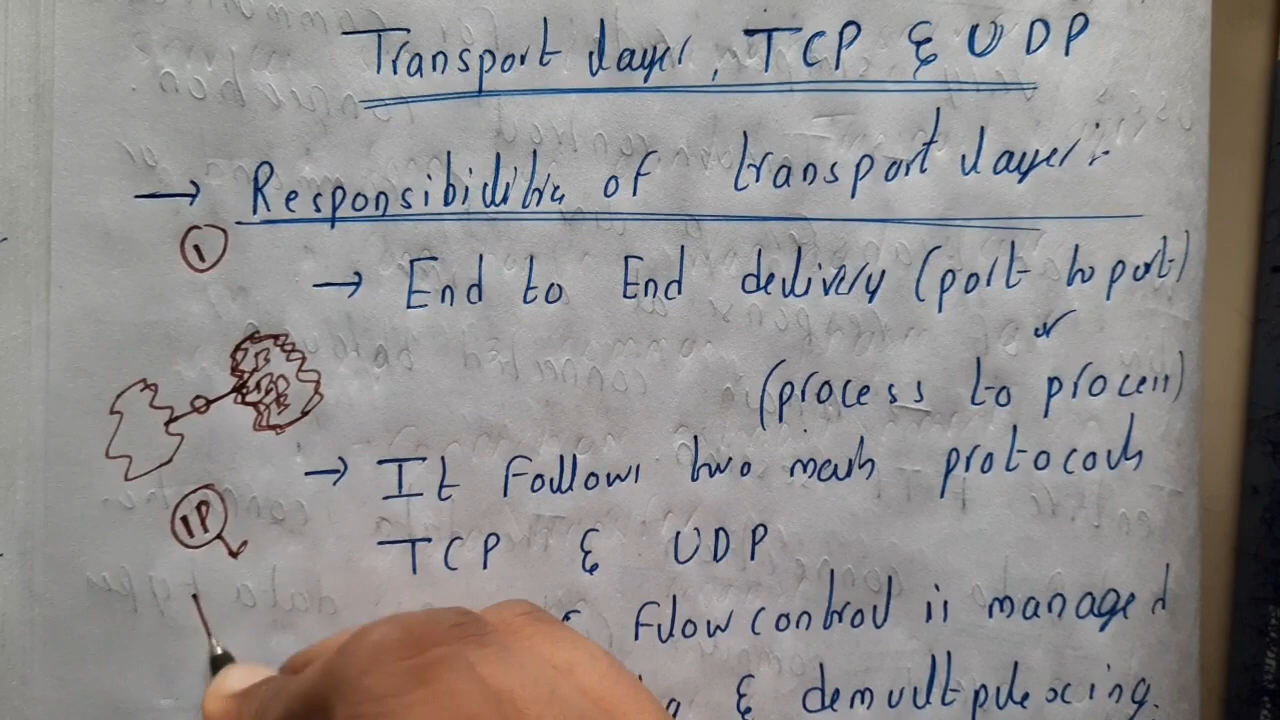 Transport layer, TCP & UDP
→ Responsibilities of transport layer:-
①
→ End to End delivery (port to port)
or
(process to process)
→ It follows two main protocols
IP
TCP & UDP
flow control is managed
& demultiplexing.